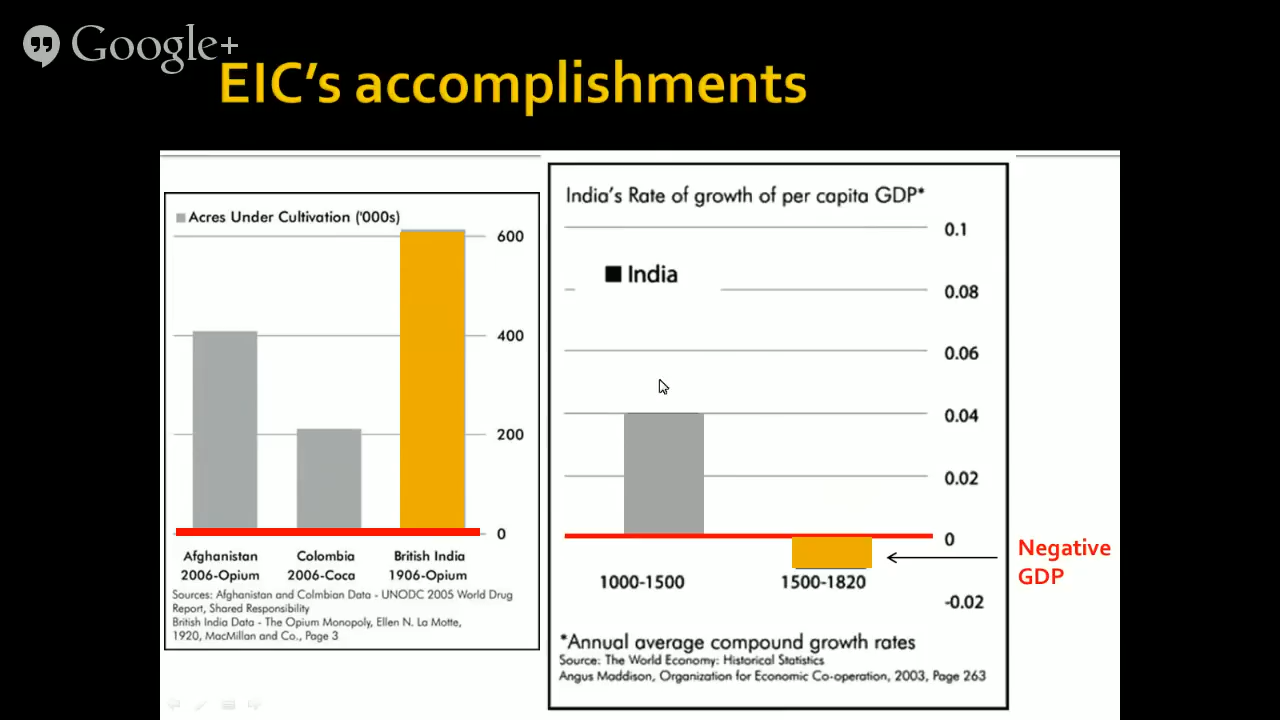 Google+
EIC's accomplishments
Acres Under Cultivation ('000s)
600
400
200
0
Afghanistan
2006-Opium
Colombia
2006-Coca
British India
1906-Opium
Sources: Afghanistan and Colmbian Data - UNODC 2005 World Drug
Report, Shared Responsibility
British India Data - The Opium Monopoly, Ellen N. La Motte,
1920, MacMillan and Co., Page 3
India's Rate of growth of per capita GDP*
India
0.1
0.08
0.06
0.04
0.02
0
-0.02
1000-1500
1500-1820
*Annual average compound growth rates
Source: The World Economy: Historical Statistics
Angus Maddison, Organization for Economic Co-operation, 2003, Page 263
Negative
GDP